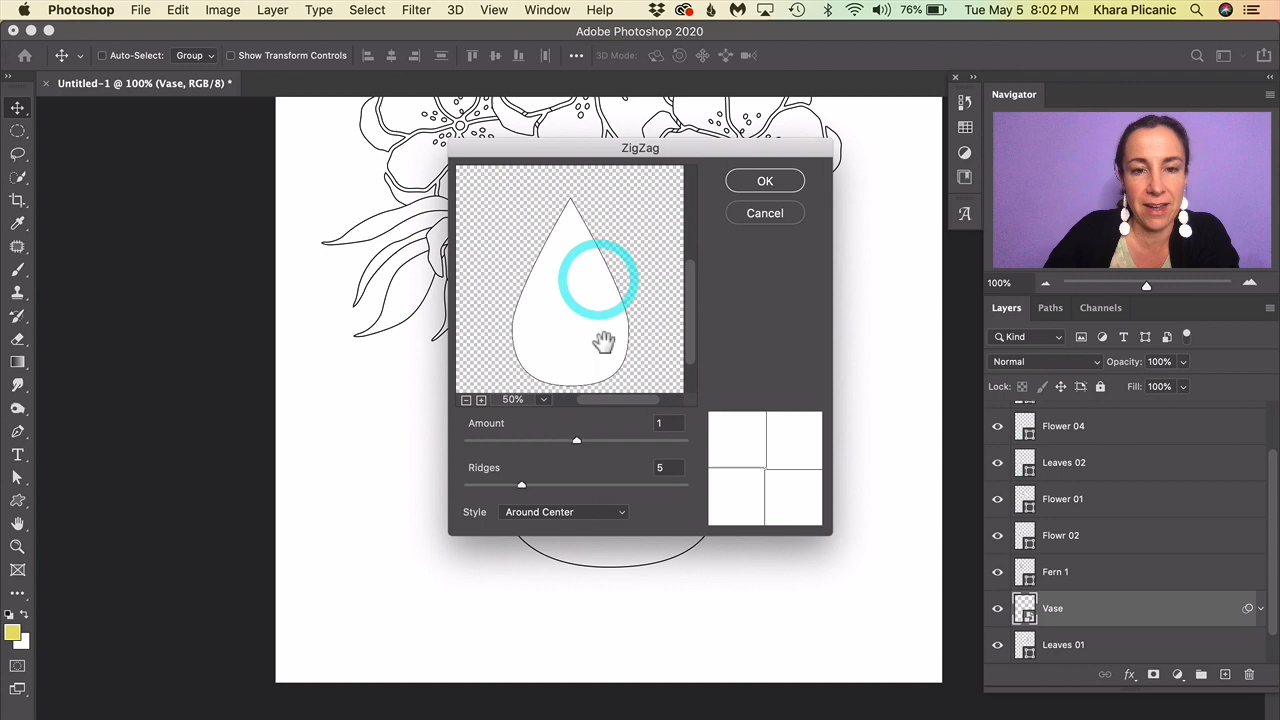 Photoshop File Edit Image Layer Type Select Filter 3D View Window Help 76% Tue May 5 8:02 PM Khara Plicanic
Adobe Photoshop 2020
Auto-Select: Group Show Transform Controls 3D Mode:
Untitled-1 @ 100% (Vase, RGB/8) *
Navigator
ZigZag
OK
Cancel
50%
Amount 1
Ridges 5
Style Around Center
100%
Layers Paths Channels
Kind
Normal Opacity: 100%
Lock: Fill: 100%
Flower 04
Leaves 02
Flower 01
Flowr 02
Fern 1
Vase
Leaves 01
fx